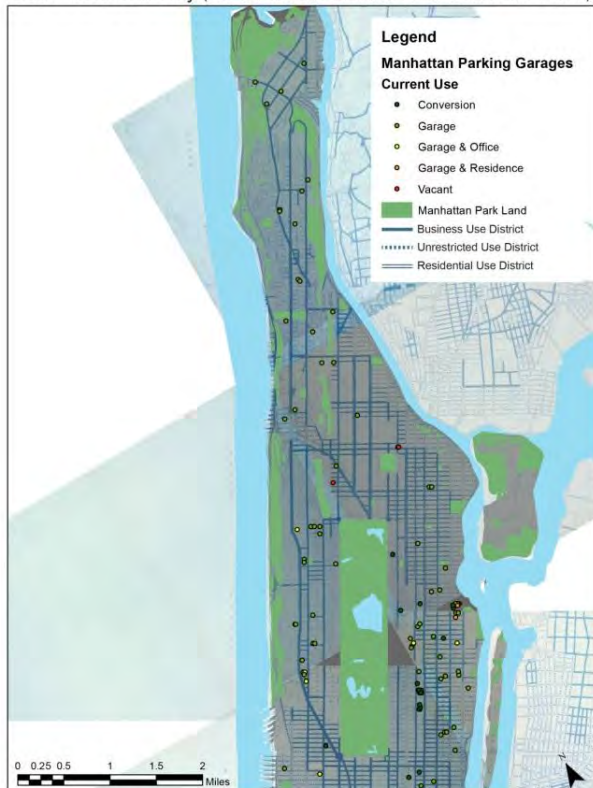 Legend
Manhattan Parking Garages
Current Use
Conversion
Garage
Garage & Office
Garage & Residence
Vacant
Manhattan Park Land
Business Use District
Unrestricted Use District
Residential Use District
0 0.25 0.5 1 1.5 2
Miles
N